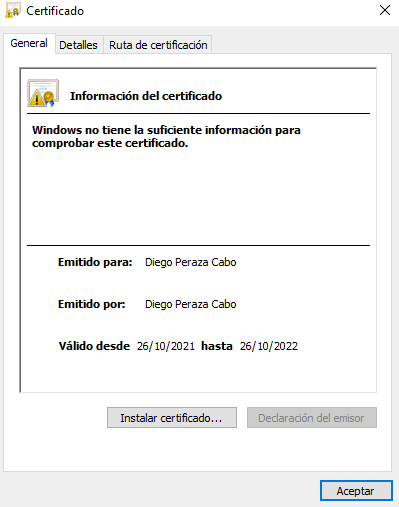 Certificado
General Detalles Ruta de certificación
Información del certificado
Windows no tiene la suficiente información para
comprobar este certificado.
Emitido para: Diego Peraza Cabo
Emitido por: Diego Peraza Cabo
Válido desde 26/10/2021 hasta 26/10/2022
Instalar certificado... Declaración del emisor
Aceptar